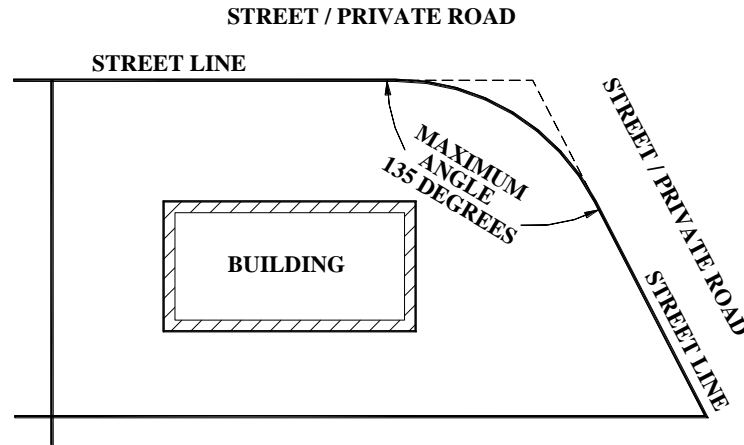 STREET / PRIVATE ROAD
STREET LINE
MAXIMUM
ANGLE
135 DEGREES
STREET / PRIVATE ROAD
BUILDING
STREET LINE